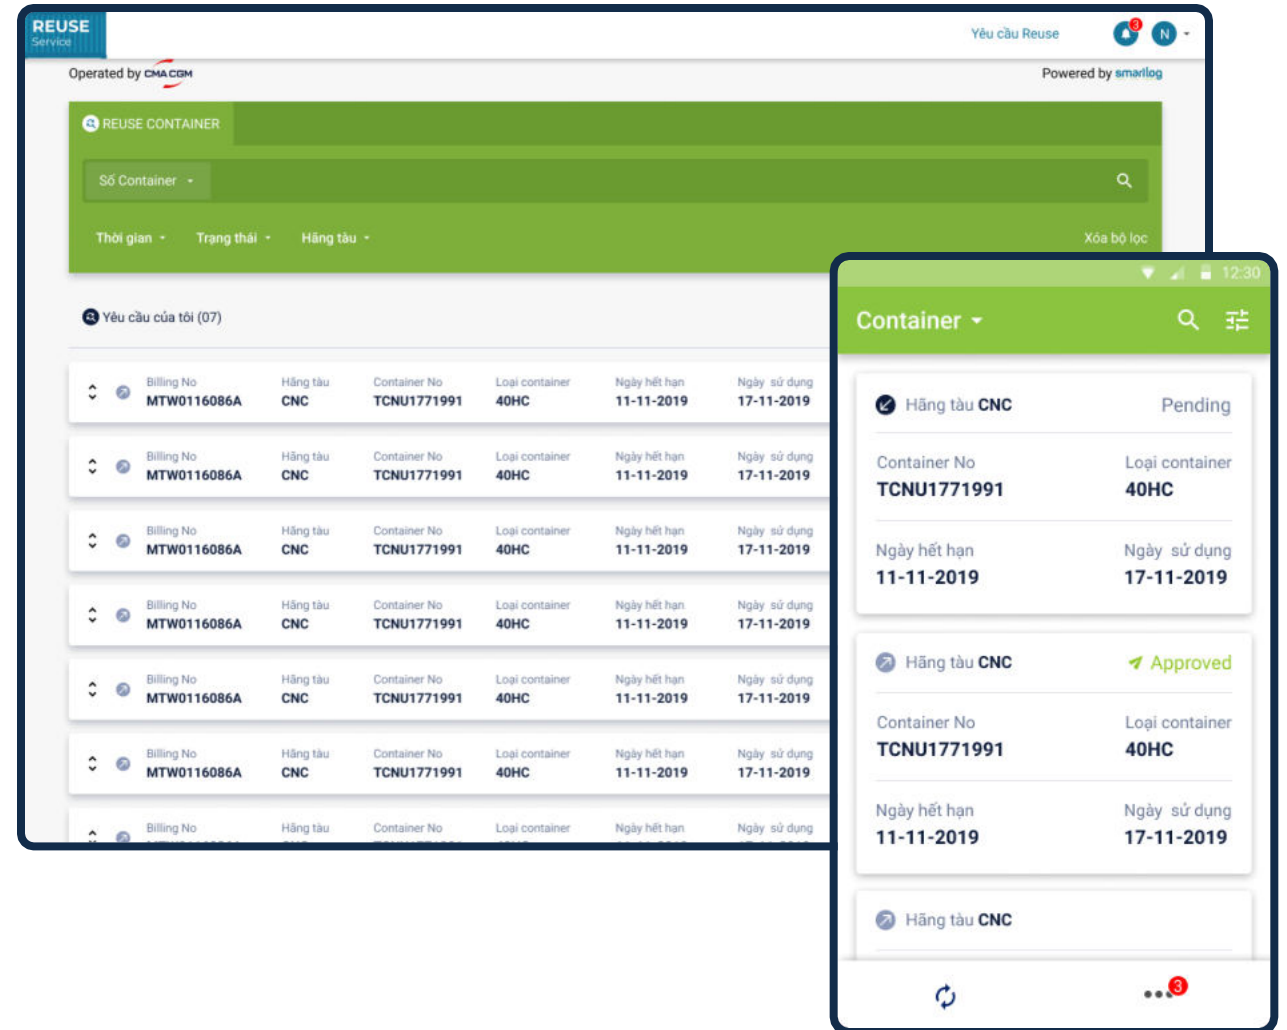 REUSE
Service
Yêu cầu Reuse
3
N
Operated by CMA CGM
Powered by smarilog
REUSE CONTAINER
Số Container
Thời gian Trạng thái Hãng tàu Xóa bộ lọc
Yêu cầu của tôi (07)
Billing No Hãng tàu Container No Loại container Ngày hết hạn Ngày sử dụng
MTW0116086A CNC TCNU1771991 40HC 11-11-2019 17-11-2019
Billing No Hãng tàu Container No Loại container Ngày hết hạn Ngày sử dụng
MTW0116086A CNC TCNU1771991 40HC 11-11-2019 17-11-2019
Billing No Hãng tàu Container No Loại container Ngày hết hạn Ngày sử dụng
MTW0116086A CNC TCNU1771991 40HC 11-11-2019 17-11-2019
Billing No Hãng tàu Container No Loại container Ngày hết hạn Ngày sử dụng
MTW0116086A CNC TCNU1771991 40HC 11-11-2019 17-11-2019
Billing No Hãng tàu Container No Loại container Ngày hết hạn Ngày sử dụng
MTW0116086A CNC TCNU1771991 40HC 11-11-2019 17-11-2019
Billing No Hãng tàu Container No Loại container Ngày hết hạn Ngày sử dụng
MTW0116086A CNC TCNU1771991 40HC 11-11-2019 17-11-2019
Billing No Hãng tàu Container No Loại container Ngày hết hạn Ngày sử dụng
12:30
Container
Hãng tàu CNC Pending
Container No Loại container
TCNU1771991 40HC
Ngày hết hạn Ngày sử dụng
11-11-2019 17-11-2019
Hãng tàu CNC Approved
Container No Loại container
TCNU1771991 40HC
Ngày hết hạn Ngày sử dụng
11-11-2019 17-11-2019
Hãng tàu CNC
3